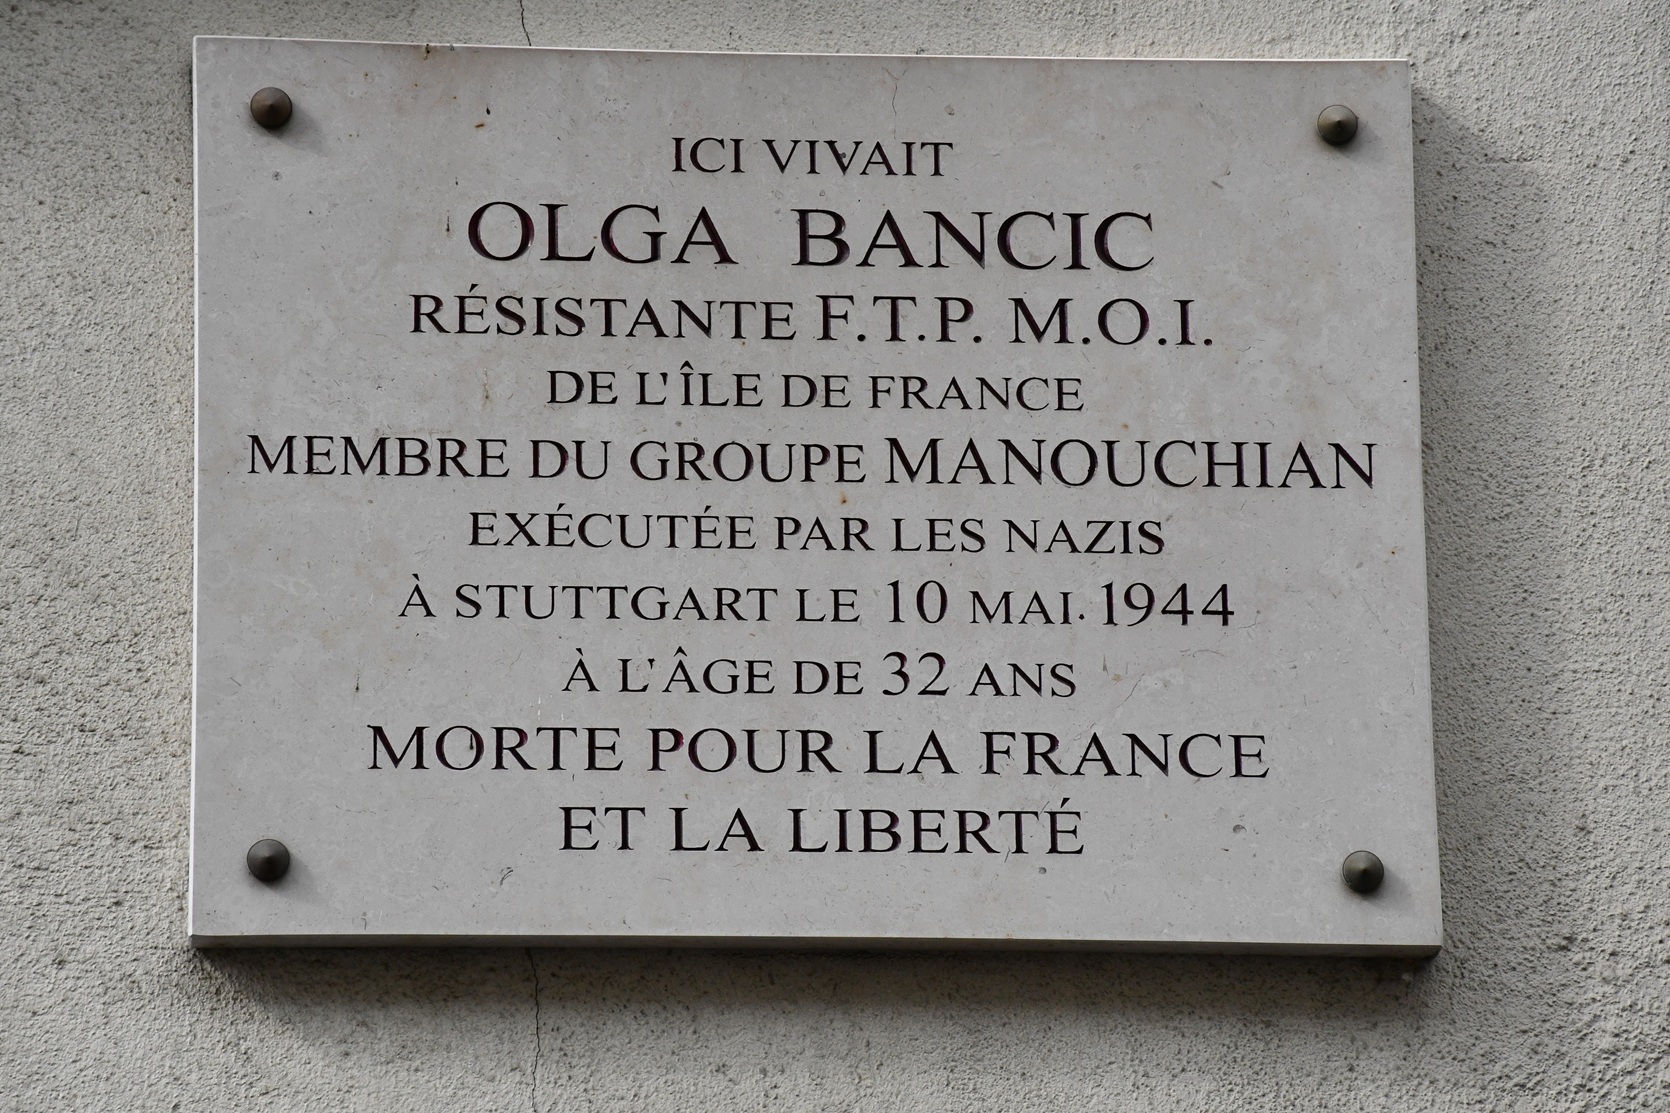 ICI VIVAIT
OLGA BANCIC
RÉSISTANTE F.T.P. M.O.I.
DE L'ÎLE DE FRANCE
MEMBRE DU GROUPE MANOUCHIAN
EXÉCUTÉE PAR LES NAZIS
À STUTTGART LE 10 MAI. 1944
À L'ÂGE DE 32 ANS
MORTE POUR LA FRANCE
ET LA LIBERTÉ